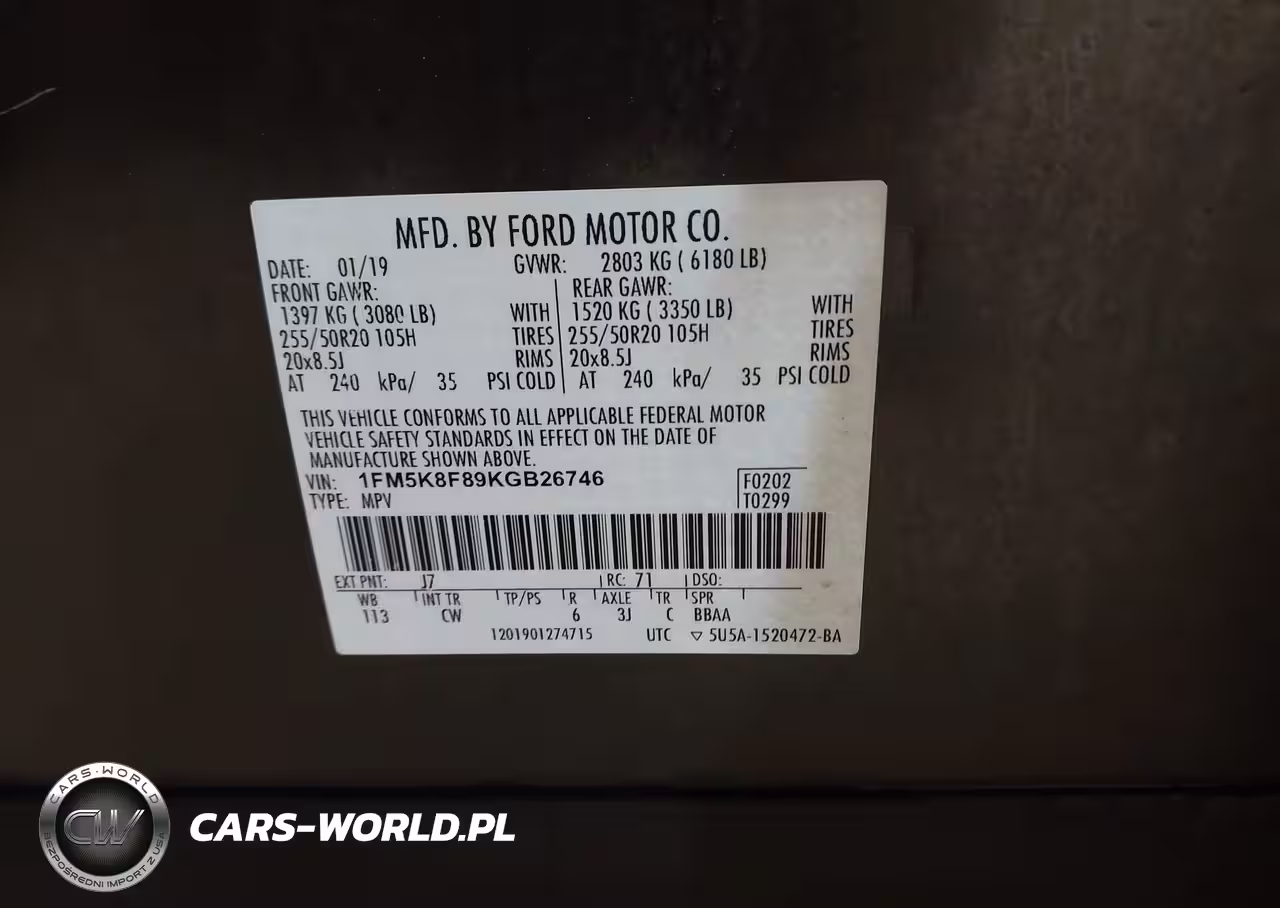 MFD. BY FORD MOTOR CO.
DATE: 01/19 GVWR: 2803 KG ( 6180 LB)
FRONT GAWR: REAR GAWR:
1397 KG ( 3080 LB) WITH 1520 KG ( 3350 LB) WITH
255/50R20 105H TIRES 255/50R20 105H TIRES
20x8.5J RIMS 20x8.5J RIMS
AT 240 kPa/ 35 PSI COLD AT 240 kPa/ 35 PSI COLD
THIS VEHICLE CONFORMS TO ALL APPLICABLE FEDERAL MOTOR
VEHICLE SAFETY STANDARDS IN EFFECT ON THE DATE OF
MANUFACTURE SHOWN ABOVE.
VIN: 1FM5K8F89KGB26746 F0202
TYPE: MPV T0299
EXT PNT: J7 RC: 71 DSO:
WB INT TR TP/PS R AXLE TR SPR
113 CW 6 3J C BBAA
1201901274715 UTC ▽ 5U5A-1520472-BA
CARS-WORLD
CW
BEZPOŚREDNI IMPORT Z USA
CARS-WORLD.PL